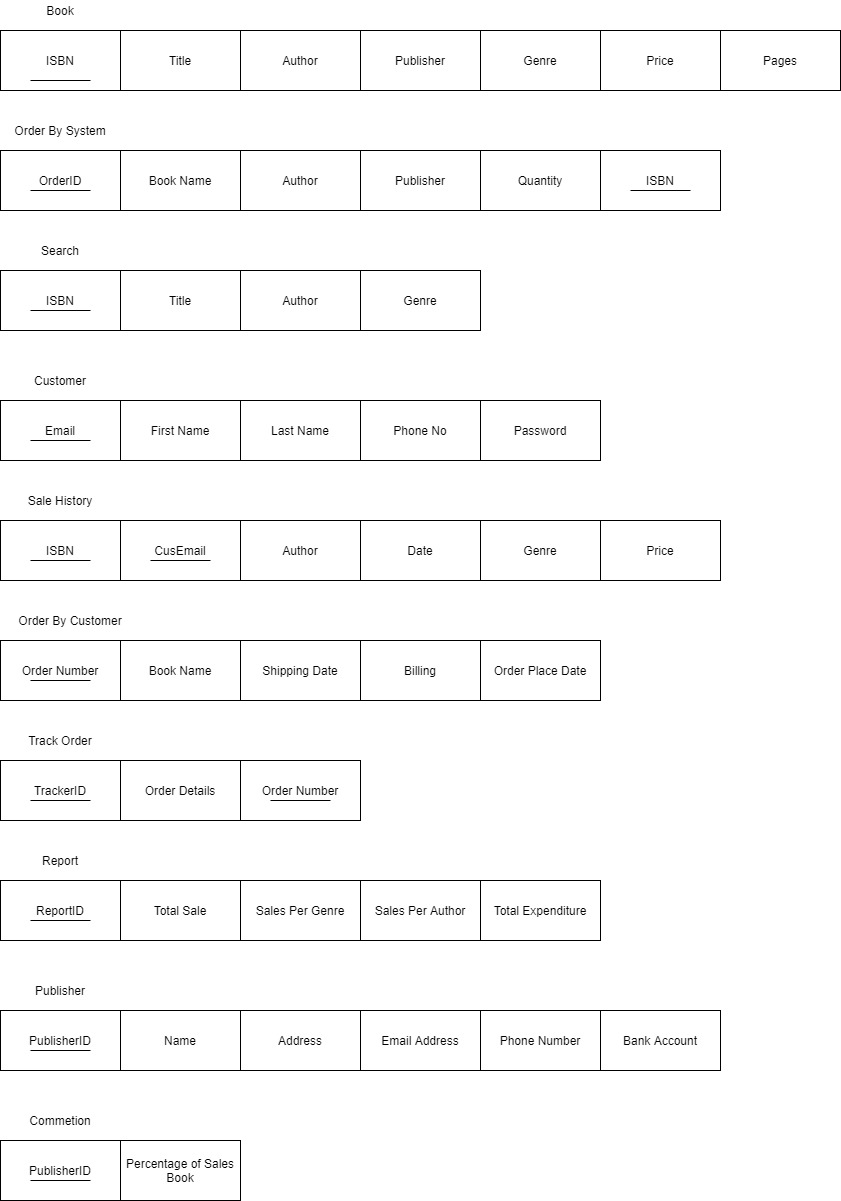 Book
ISBN Title Author Publisher Genre Price Pages
Order By System
OrderID Book Name Author Publisher Quantity ISBN
Search
ISBN Title Author Genre
Customer
Email First Name Last Name Phone No Password
Sale History
ISBN CusEmail Author Date Genre Price
Order By Customer
Order Number Book Name Shipping Date Billing Order Place Date
Track Order
TrackerID Order Details Order Number
Report
ReportID Total Sale Sales Per Genre Sales Per Author Total Expenditure
Publisher
PublisherID Name Address Email Address Phone Number Bank Account
Commetion
PublisherID Percentage of Sales
Book